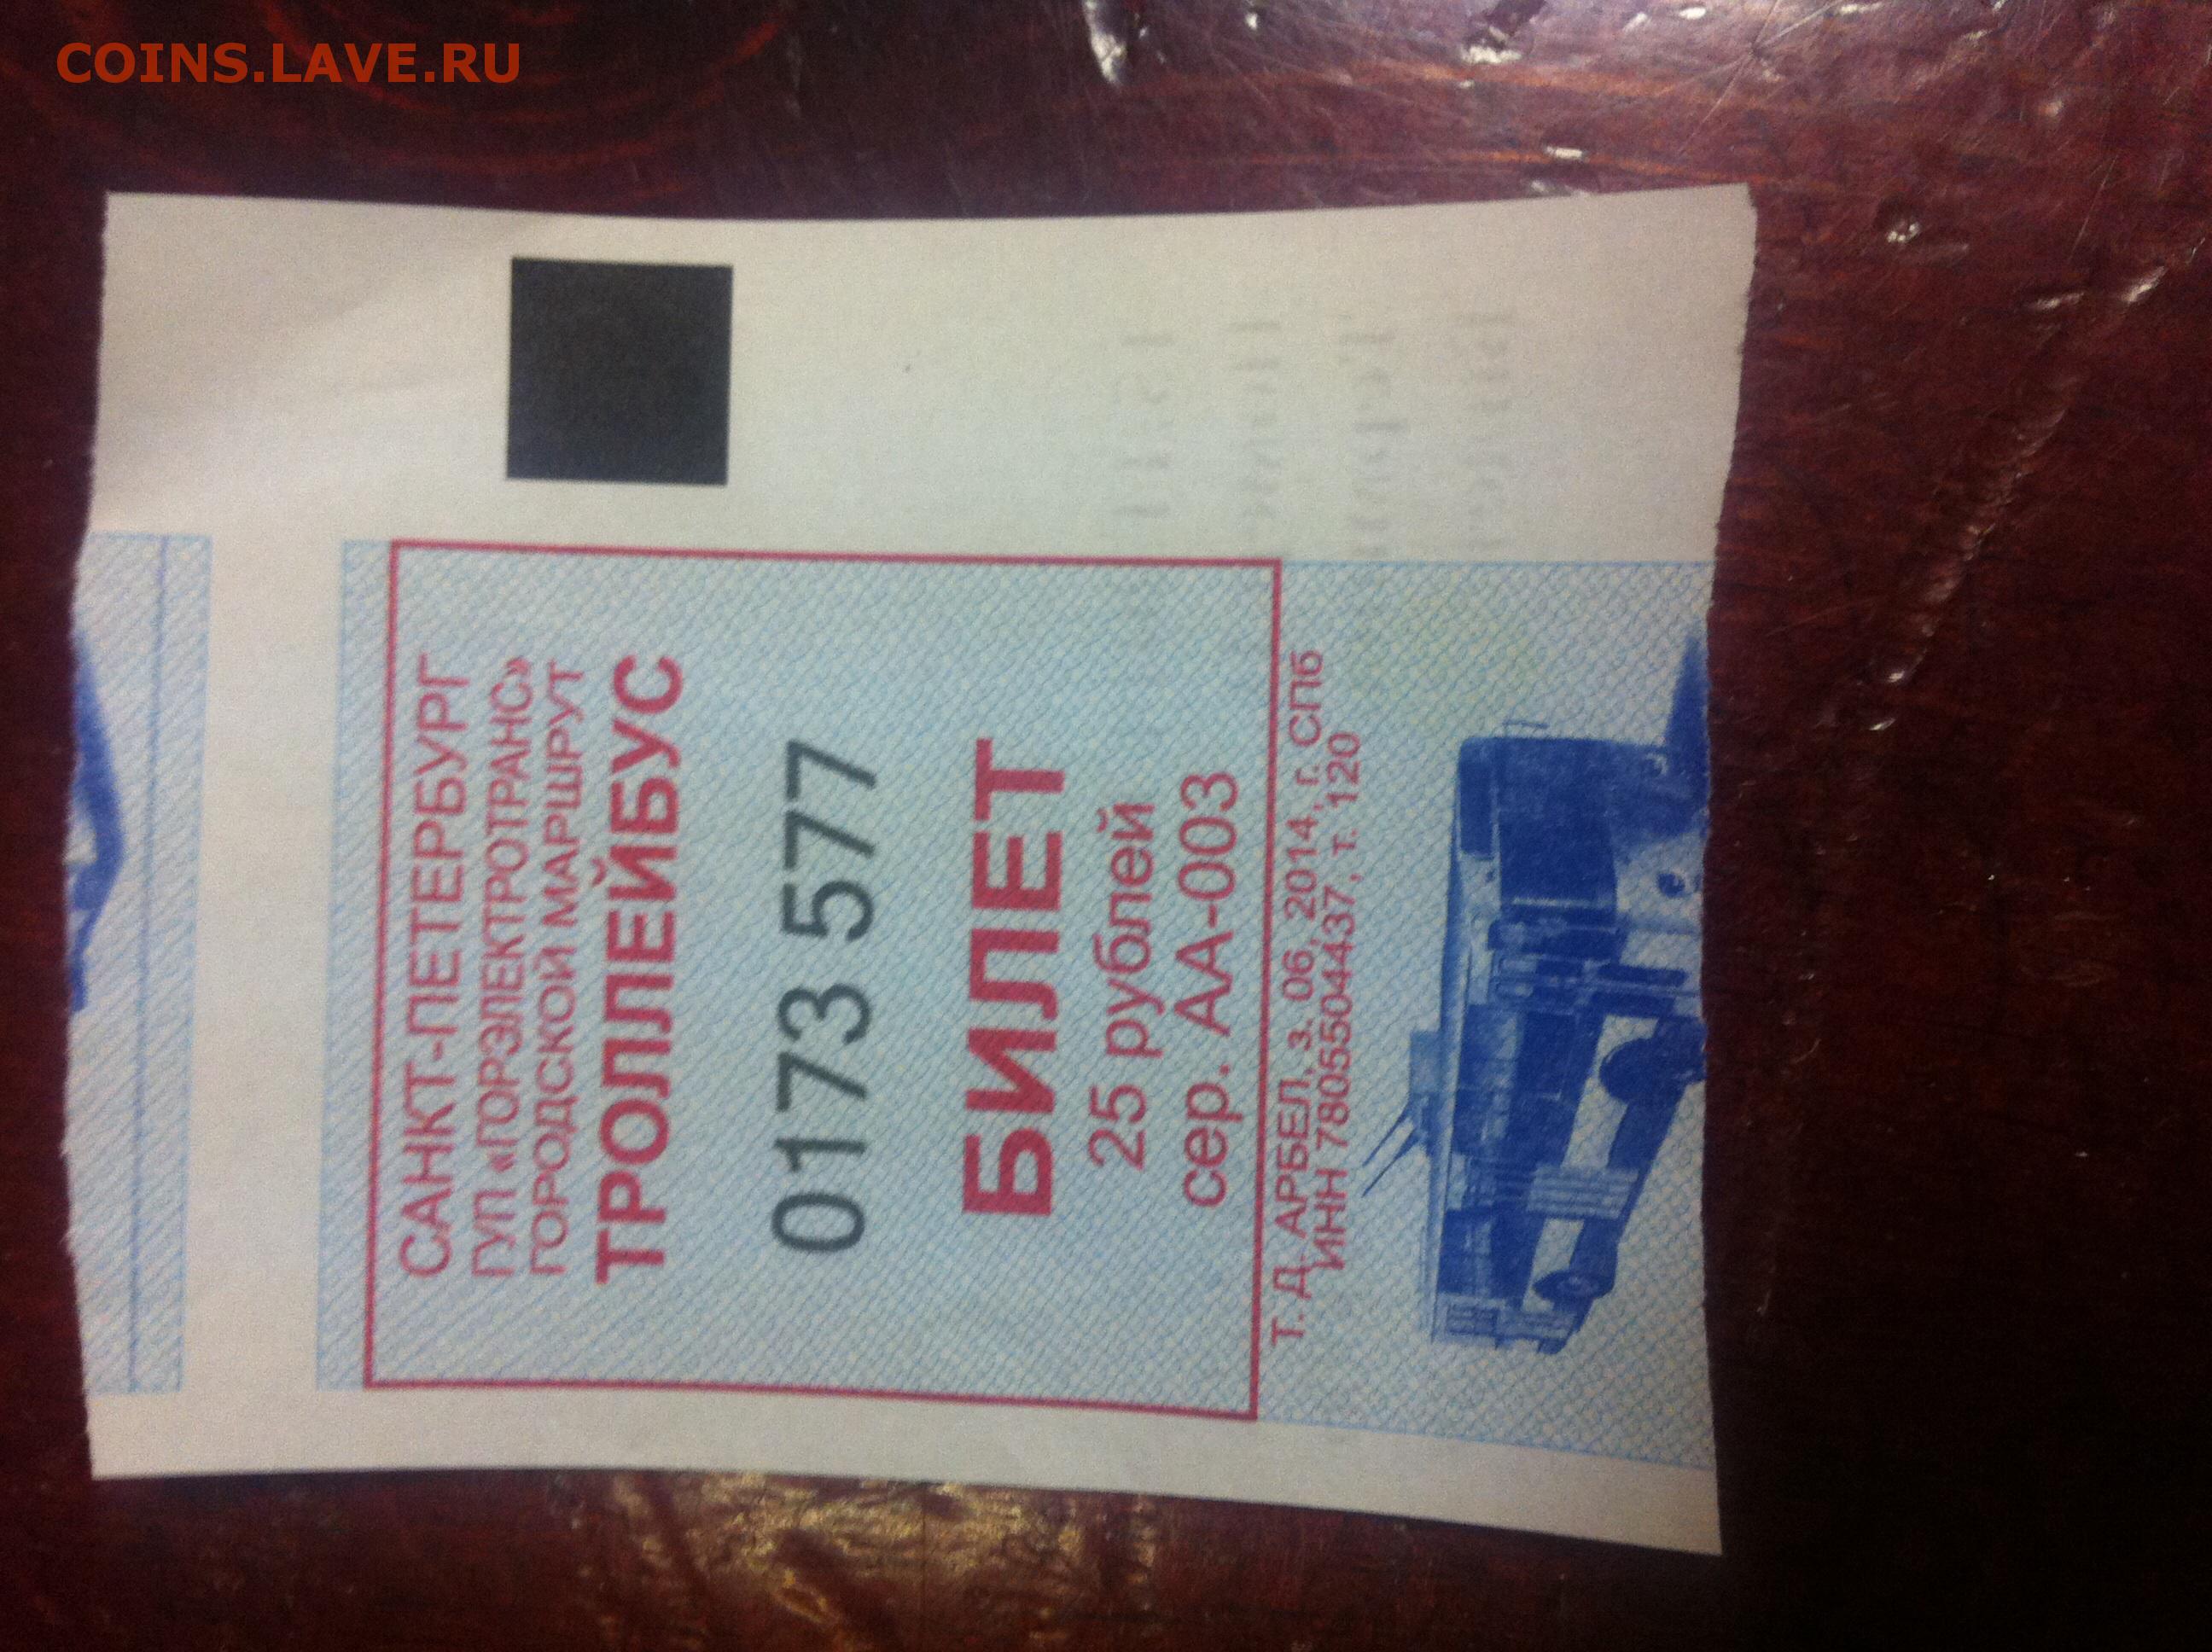 COINS.LAVE.RU
САНКТ-ПЕТЕРБУРГ
ГУП «ГОРЭЛЕКТРОТРАНС»
ГОРОДСКОЙ МАРШРУТ
ТРОЛЛЕЙБУС
0173 577
БИЛЕТ
25 рублей
сер. АА-003
Т. Д. АРБЕЛ, з. 06, 2014, г. СПб
ИНН 7805504437, т. 120